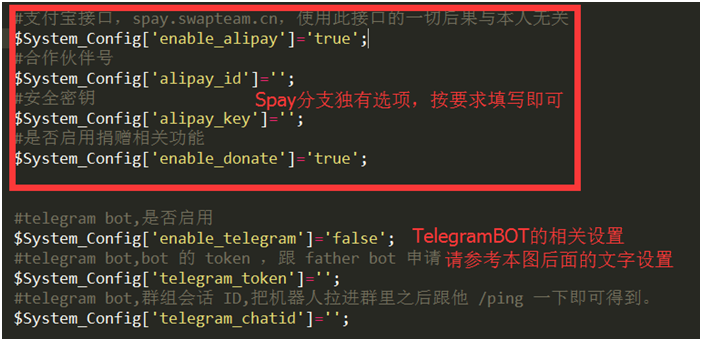 #支付宝接口, spay.swapteam.cn, 使用此接口的一切后果与本人无关
$System_Config['enable_alipay']='true';
#合作伙伴号
$System_Config['alipay_id']='';
#安全密钥
Spay分支独有选项，按要求填写即可
$System_Config['alipay_key']='';
#是否启用捐赠相关功能
$System_Config['enable_donate']='true';
#telegram bot,是否启用
$System_Config['enable_telegram']='false';
TelegramBOT的相关设置
#telegram bot,bot 的 token ，跟 father bot 申请
请参考本图后面的文字设置
$System_Config['telegram_token']='';
#telegram bot,群组会话 ID,把机器人拉进群里之后跟他 /ping 一下即可得到。
$System_Config['telegram_chatid']='';